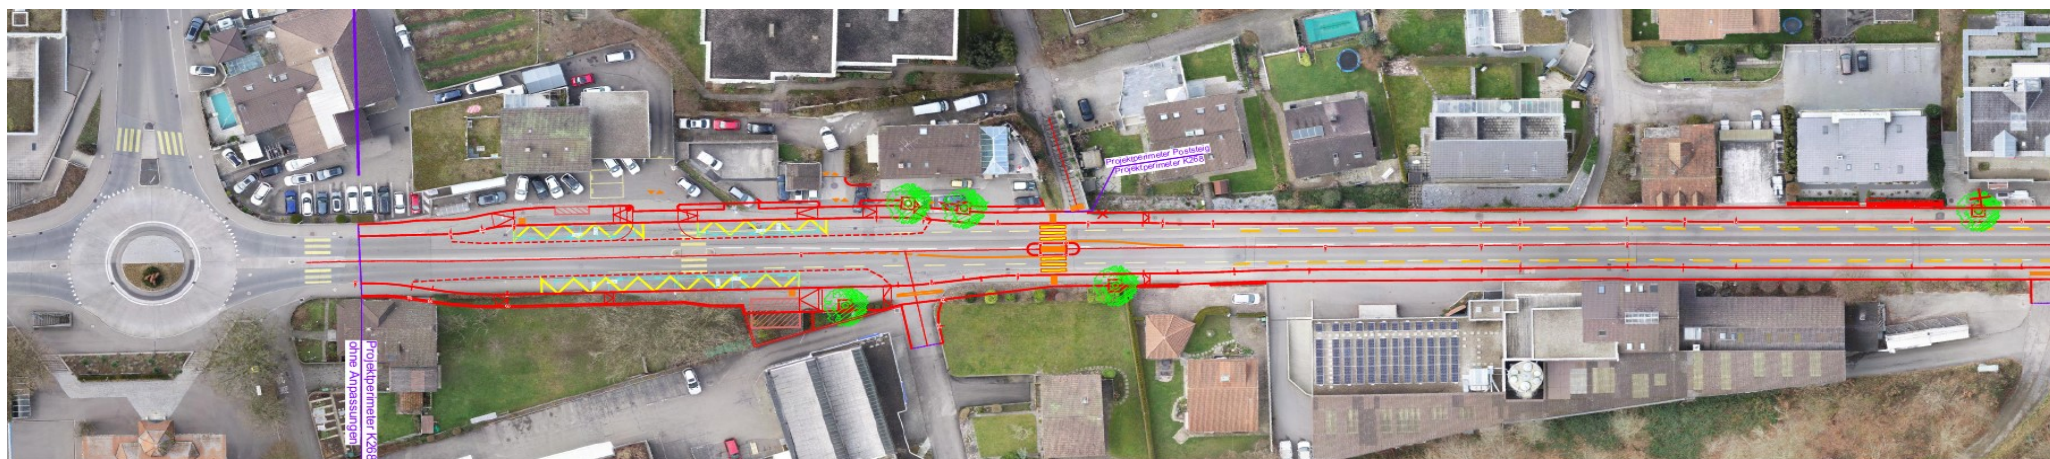 Projektperimeter Poststeig
Projektperimeter K268
Projektperimeter K268
ohne Anpassungen